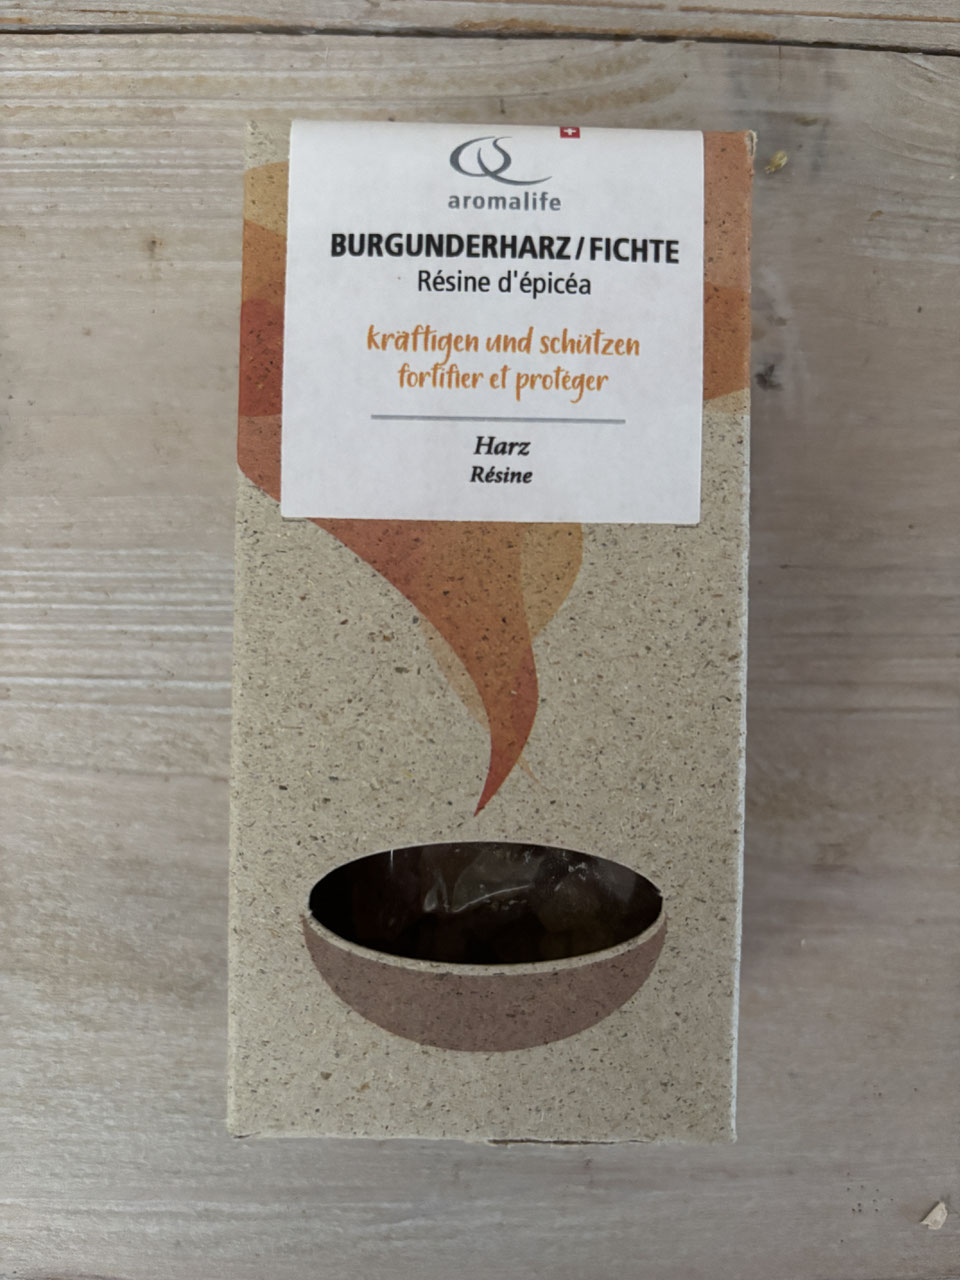 aromalife
BURGUNDERHARZ/FICHTE
Résine d'épicéa
kräftigen und schützen
fortifier et protéger
Harz
Résine